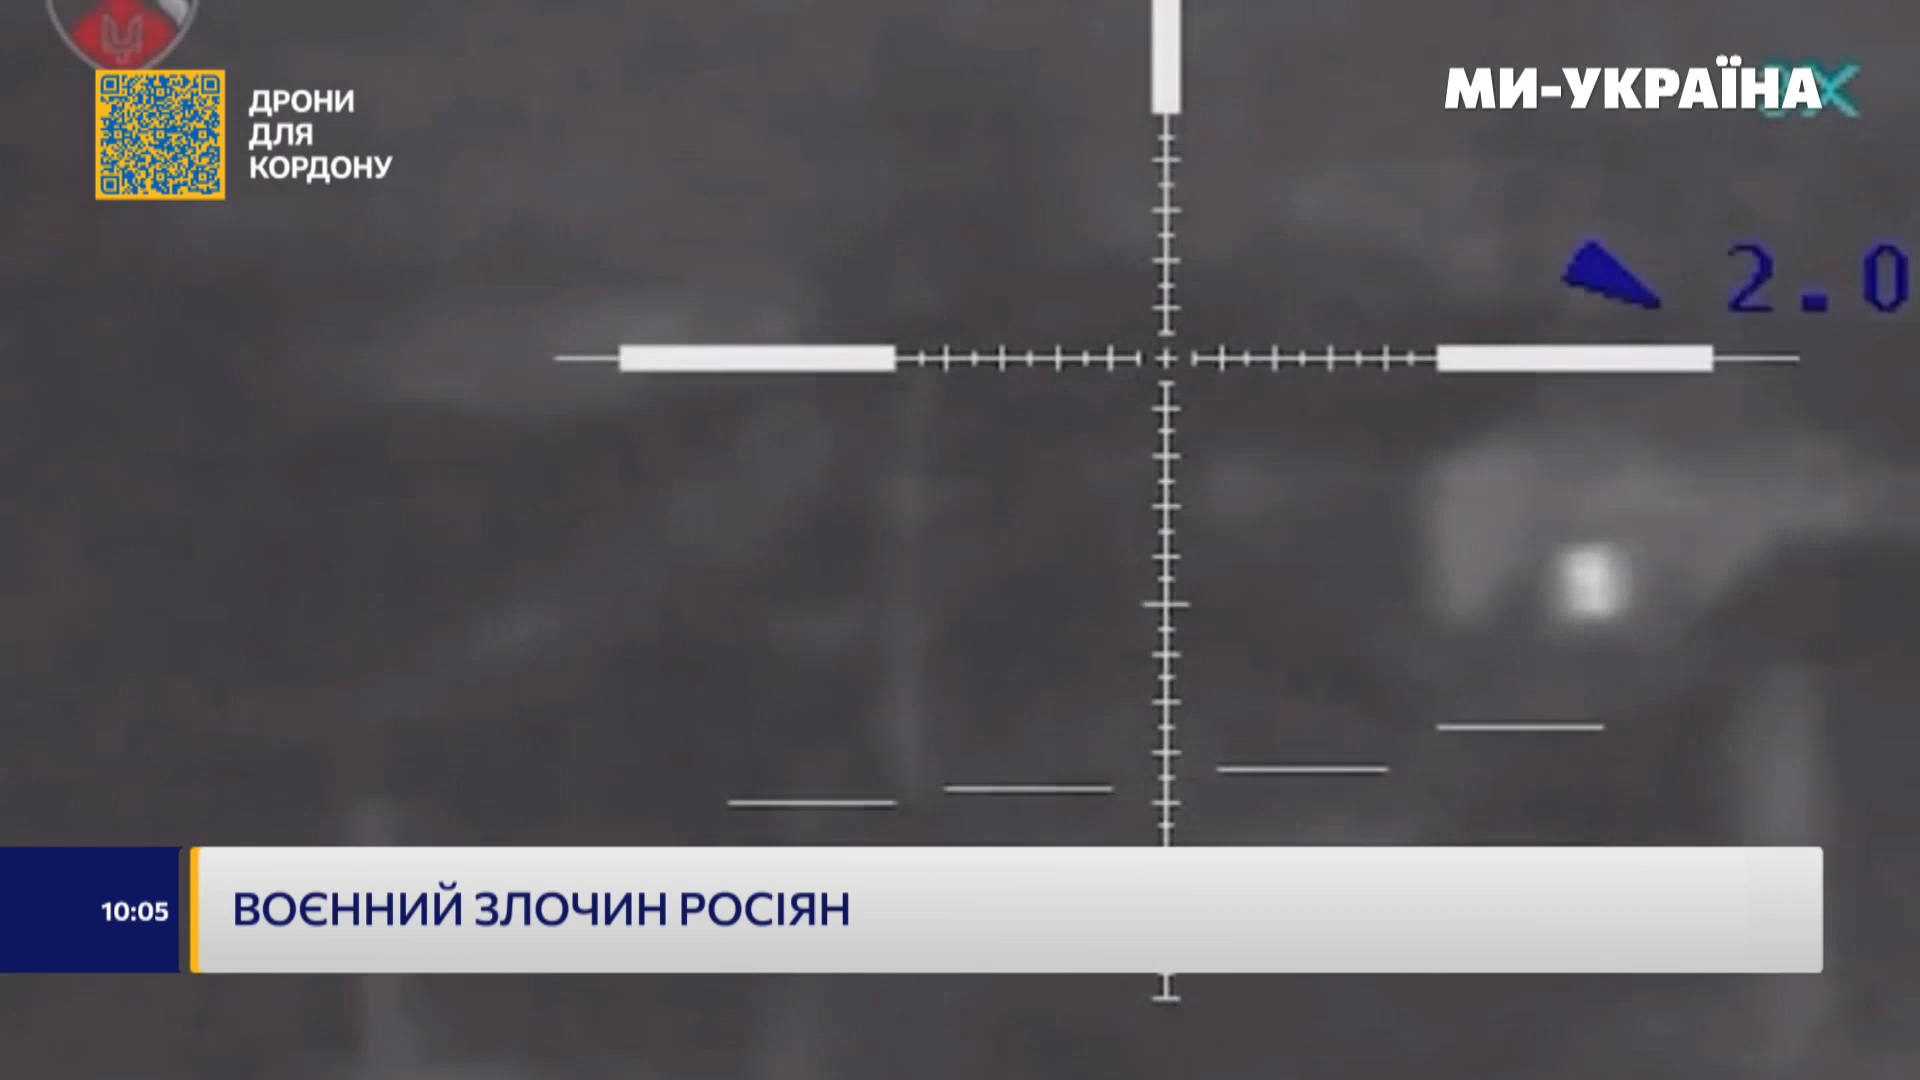 ДРОНИ
ДЛЯ
КОРДОНУ
МИ-УКРАЇНА
2.0
10:05
ВОЄННИЙ ЗЛОЧИН РОСІЯН